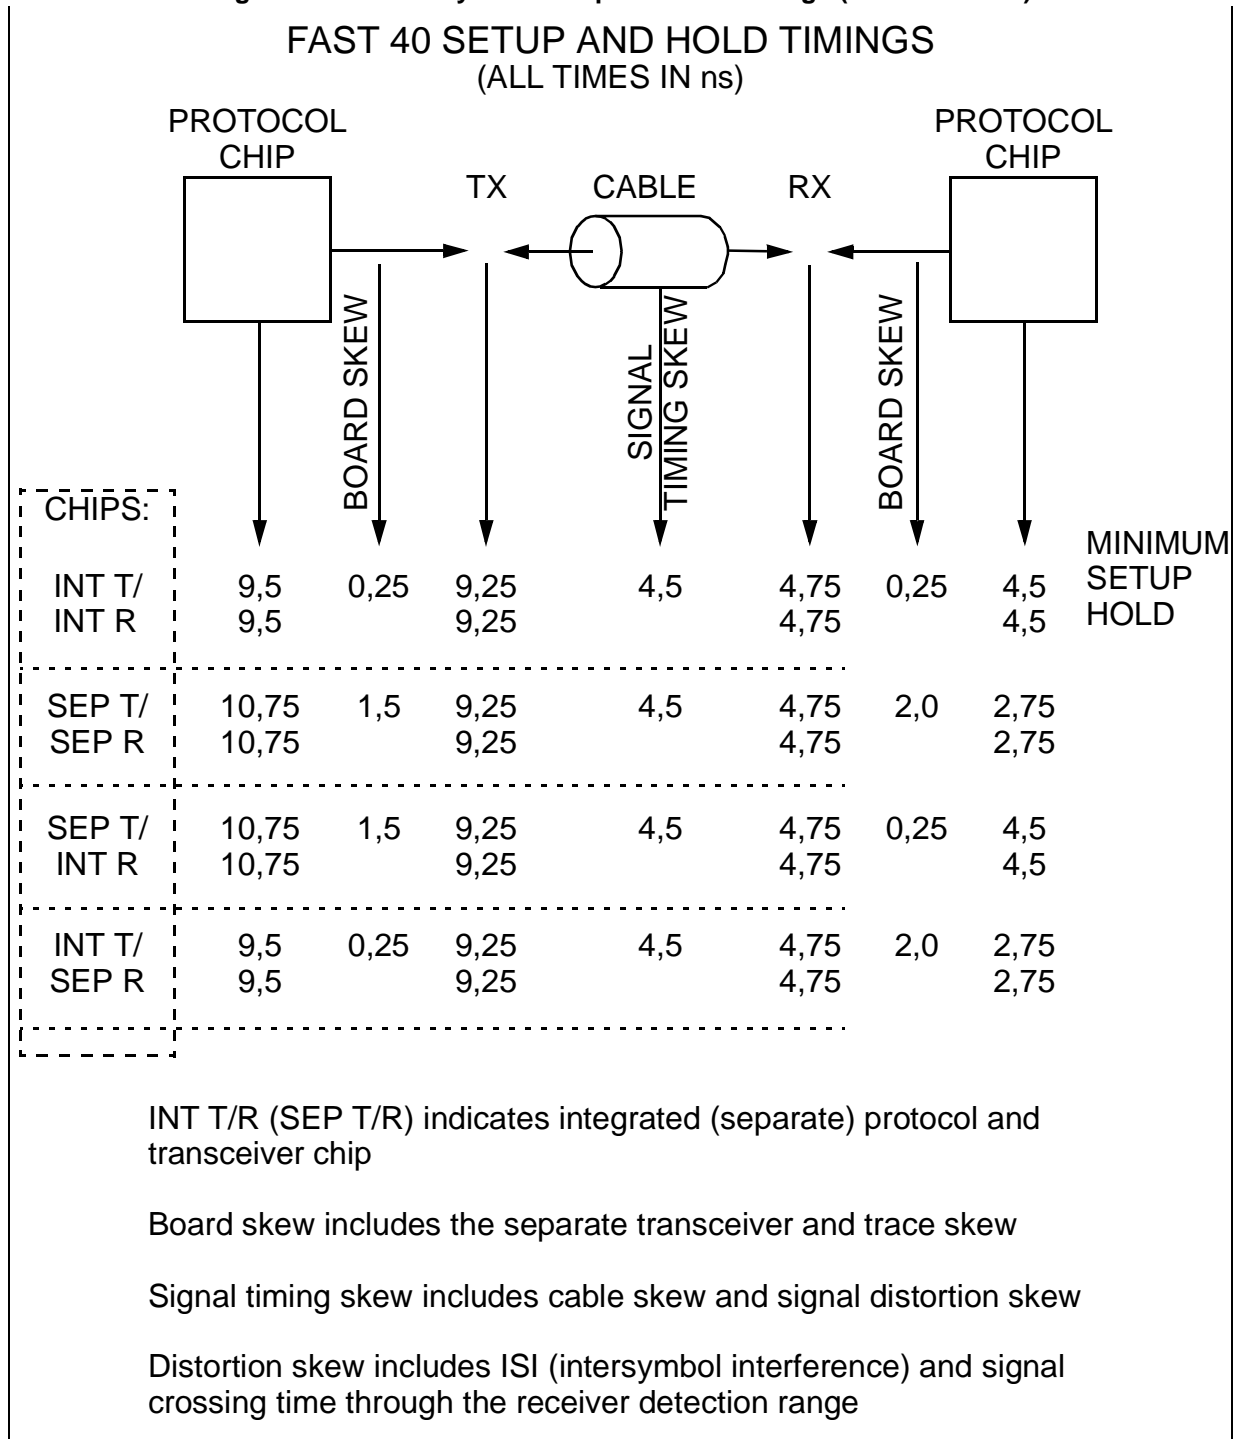 FAST 40 SETUP AND HOLD TIMINGS
(ALL TIMES IN ns)
PROTOCOL
CHIP
TX
CABLE
RX
PROTOCOL
CHIP
BOARD SKEW
SIGNAL
TIMING SKEW
BOARD SKEW
CHIPS:
MINIMUM
SETUP
HOLD
INT T/ 9,5 0,25 9,25 4,5 4,75 0,25 4,5
INT R 9,5 9,25 4,75 4,5
SEP T/ 10,75 1,5 9,25 4,5 4,75 2,0 2,75
SEP R 10,75 9,25 4,75 2,75
SEP T/ 10,75 1,5 9,25 4,5 4,75 0,25 4,5
INT R 10,75 9,25 4,75 4,5
INT T/ 9,5 0,25 9,25 4,5 4,75 2,0 2,75
SEP R 9,5 9,25 4,75 2,75
INT T/R (SEP T/R) indicates integrated (separate) protocol and
transceiver chip
Board skew includes the separate transceiver and trace skew
Signal timing skew includes cable skew and signal distortion skew
Distortion skew includes ISI (intersymbol interference) and signal
crossing time through the receiver detection range